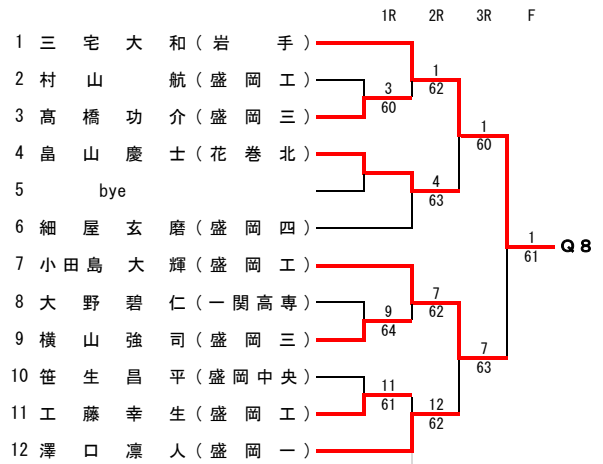 1R 2R 3R F
1 三宅大和(岩手)
1
2 村山航(盛岡工)
3 62
60
3 髙橋功介(盛岡三)
1
60
4 畠山慶士(花巻北)
4
5 bye
63
6 細屋玄磨(盛岡四)
1
Q8
61
7 小田島大輝(盛岡工)
7
8 大野碧仁(一関高専)
9 62
64
9 横山強司(盛岡三)
7
63
10 笹生昌平(盛岡中央)
11
61 12
11 工藤幸生(盛岡工)
62
12 澤口凛人(盛岡一)